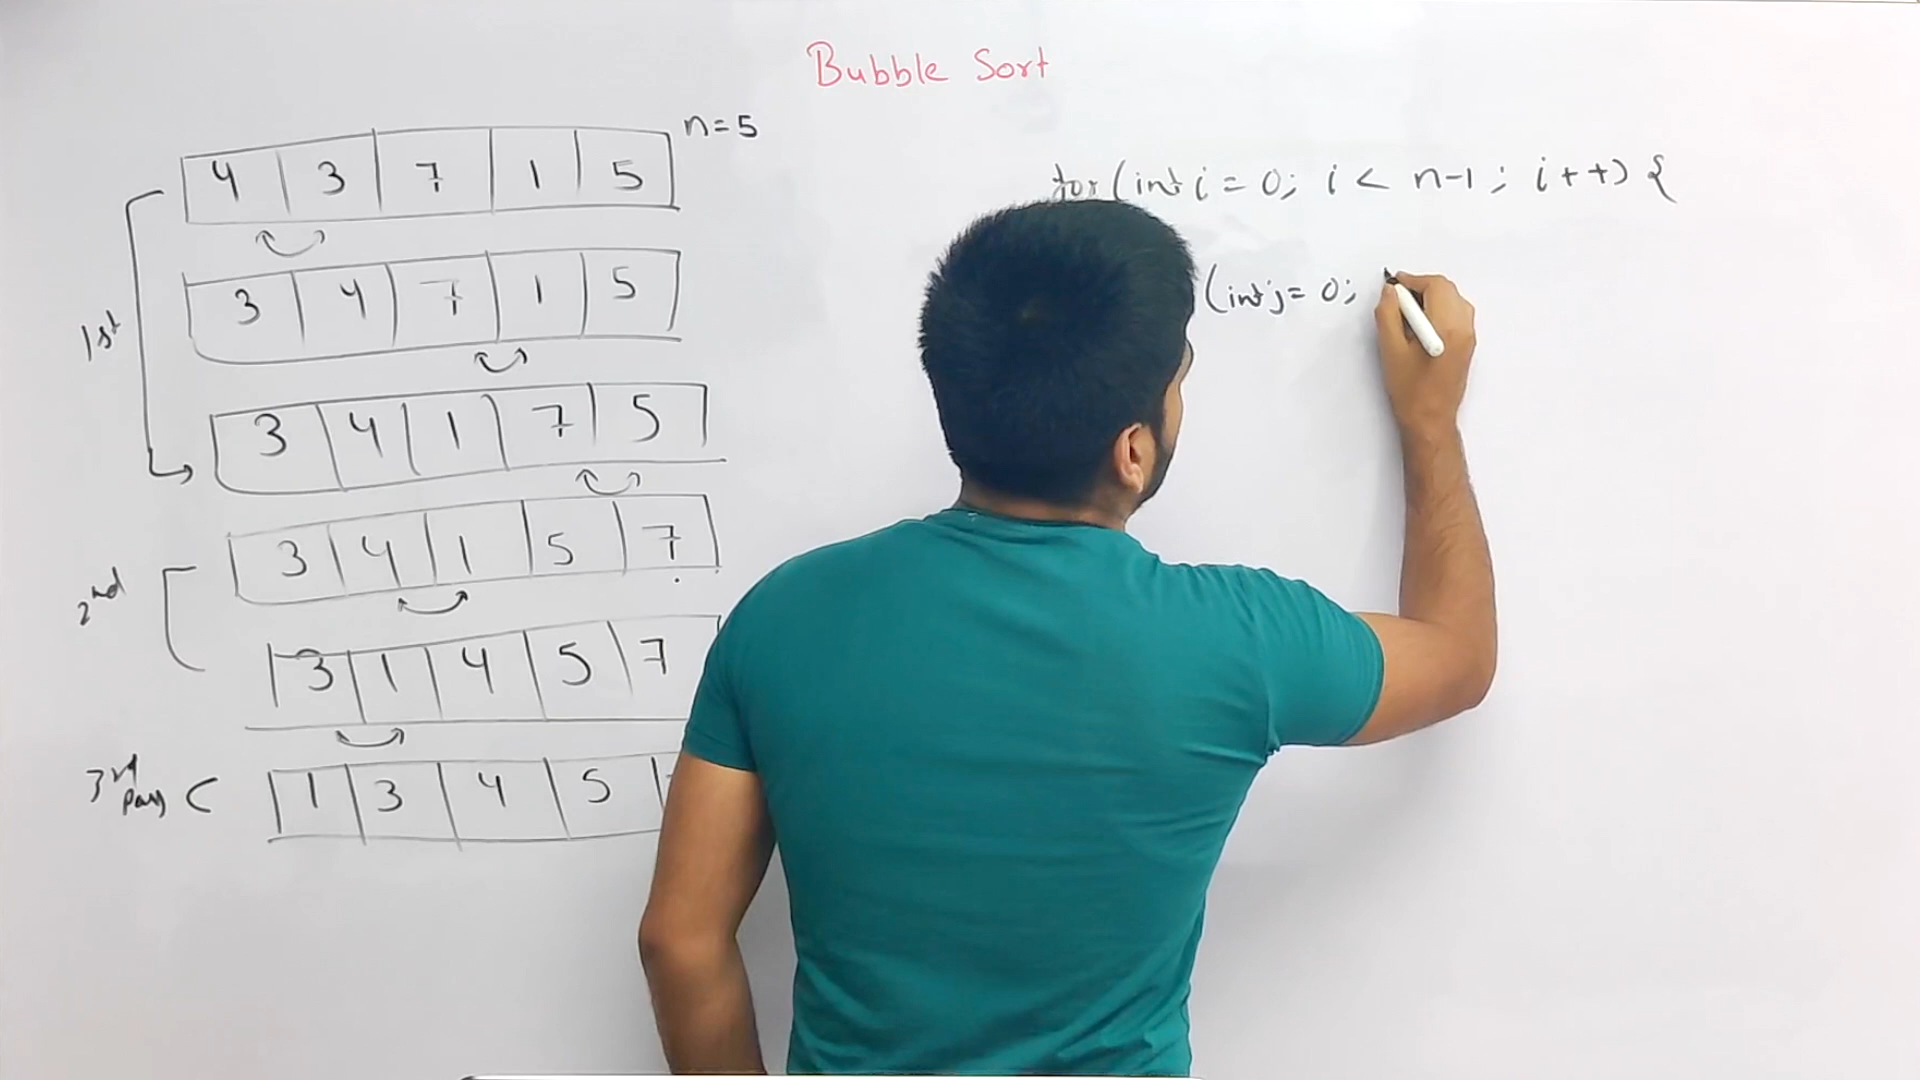 Bubble Sort
n=5
4 3 7 1 5
1st
3 4 7 1 5
3 4 1 7 5
2nd
3 4 1 5 7
3 1 4 5 7
3rd
pass
1 3 4 5
for (int i = 0; i < n-1; i++) {
(int j = 0;